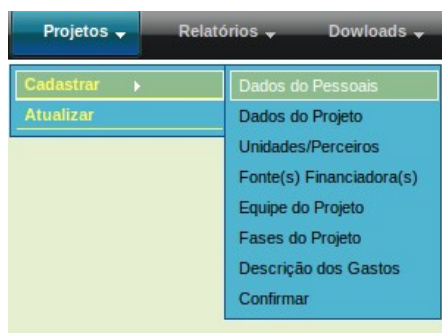 Projetos Relatórios Dowloads
Cadastrar
Atualizar
Dados do Pessoais
Dados do Projeto
Unidades/Perceiros
Fonte(s) Financiadora(s)
Equipe do Projeto
Fases do Projeto
Descrição dos Gastos
Confirmar